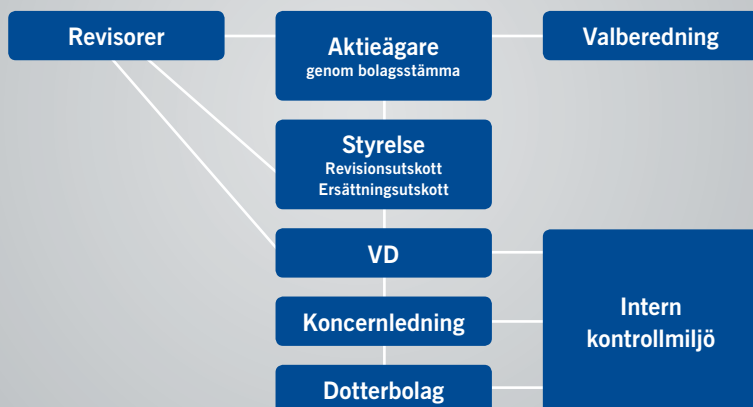 Revisorer
Aktieägare
genom bolagsstämma
Valberedning
Styrelse
Revisionsutskott
Ersättningsutskott
VD
Koncernledning
Dotterbolag
Intern
kontrollmiljö